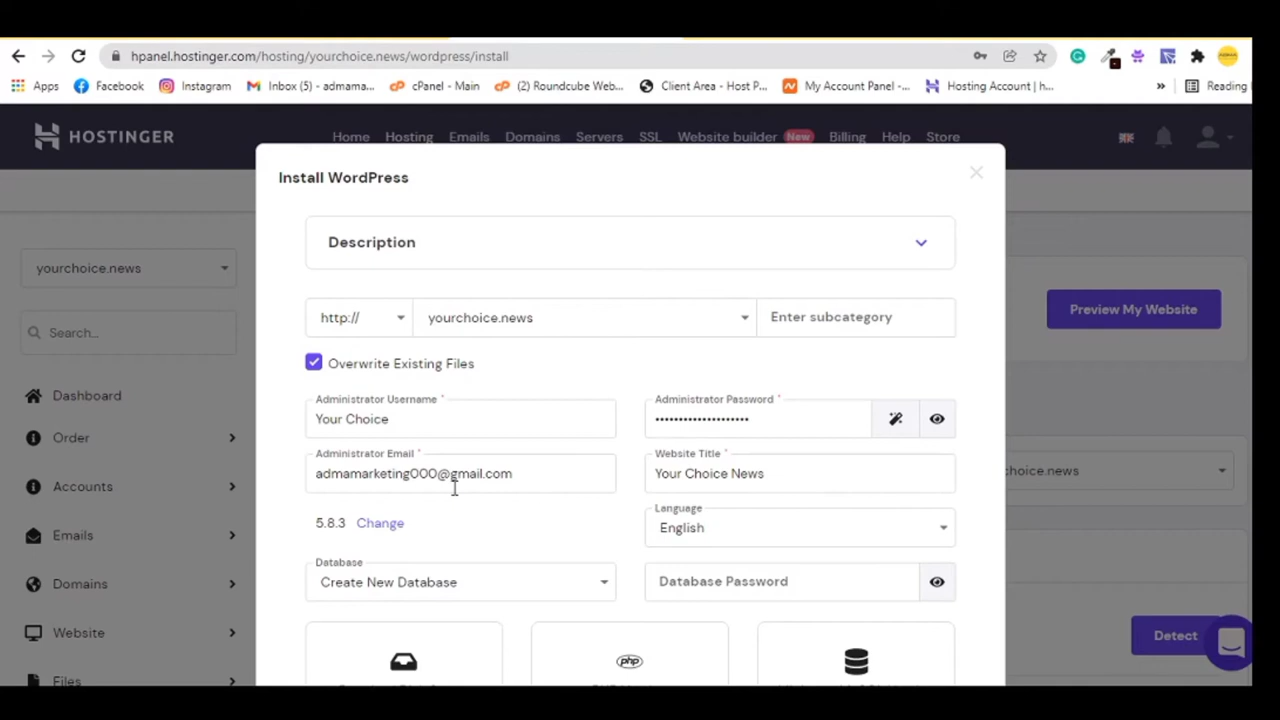 hpanel.hostinger.com/hosting/yourchoice.news/wordpress/install
Apps Facebook Instagram Inbox (5) - admama... cPanel - Main (2) Roundcube Web... Client Area - Host P... My Account Panel -... Hosting Account | h... » Reading
HOSTINGER Home Hosting Emails Domains Servers SSL Website builder New Billing Help Store
Install WordPress
Description
yourchoice.news
http:// yourchoice.news Enter subcategory
Preview My Website
Search...
Overwrite Existing Files
Dashboard
Administrator Username * Administrator Password *
Your Choice ••••••••••••••••••••
Order
Administrator Email * Website Title *
admamarketing000@gmail.com Your Choice News
hoice.news
Accounts
5.8.3 Change
Language
English
Emails
Database
Create New Database Database Password
Domains
Website
Detect
php
Files